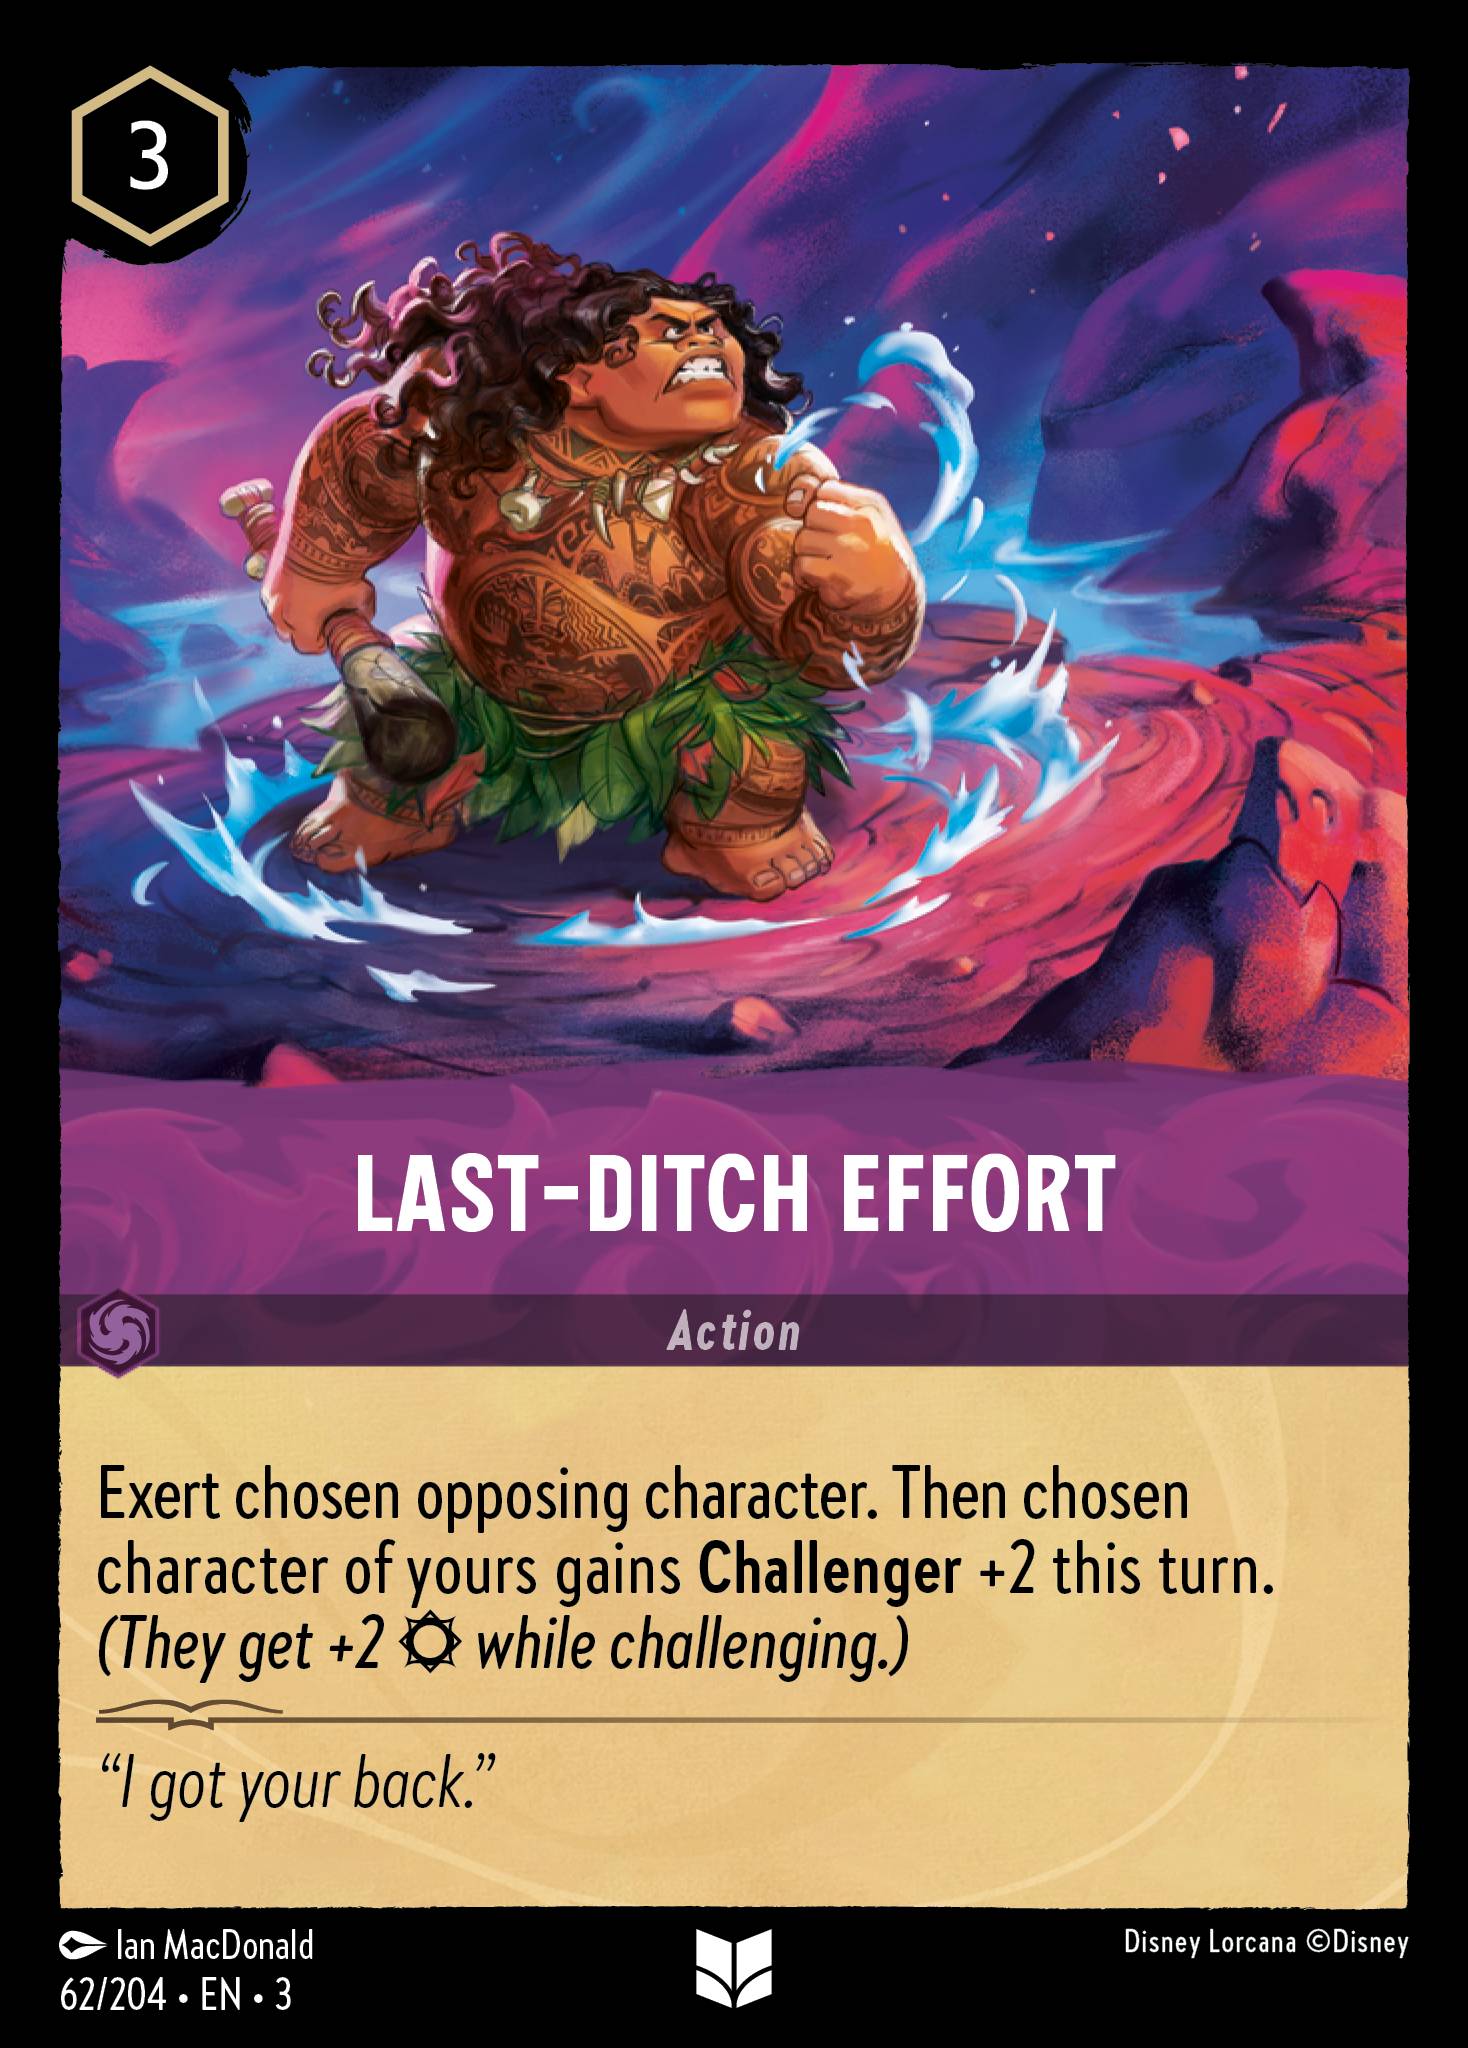 3
LAST-DITCH EFFORT
Action
Exert chosen opposing character. Then chosen
character of yours gains Challenger +2 this turn.
(They get +2 while challenging.)
“I got your back.”
Ian MacDonald
Disney Lorcana ©Disney
62/204 • EN • 3